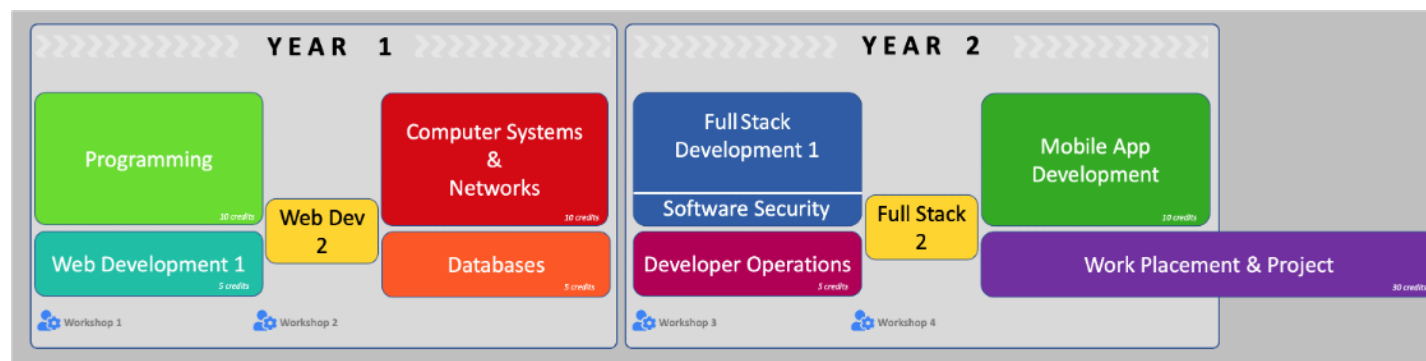 YEAR 1
Programming
10 credits
Web Development 1
5 credits
Web Dev
2
Computer Systems
&
Networks
10 credits
Databases
5 credits
Workshop 1
Workshop 2
YEAR 2
Full Stack
Development 1
Software Security
Developer Operations
5 credits
Full Stack
2
Mobile App
Development
10 credits
Work Placement & Project
30 credits
Workshop 3
Workshop 4